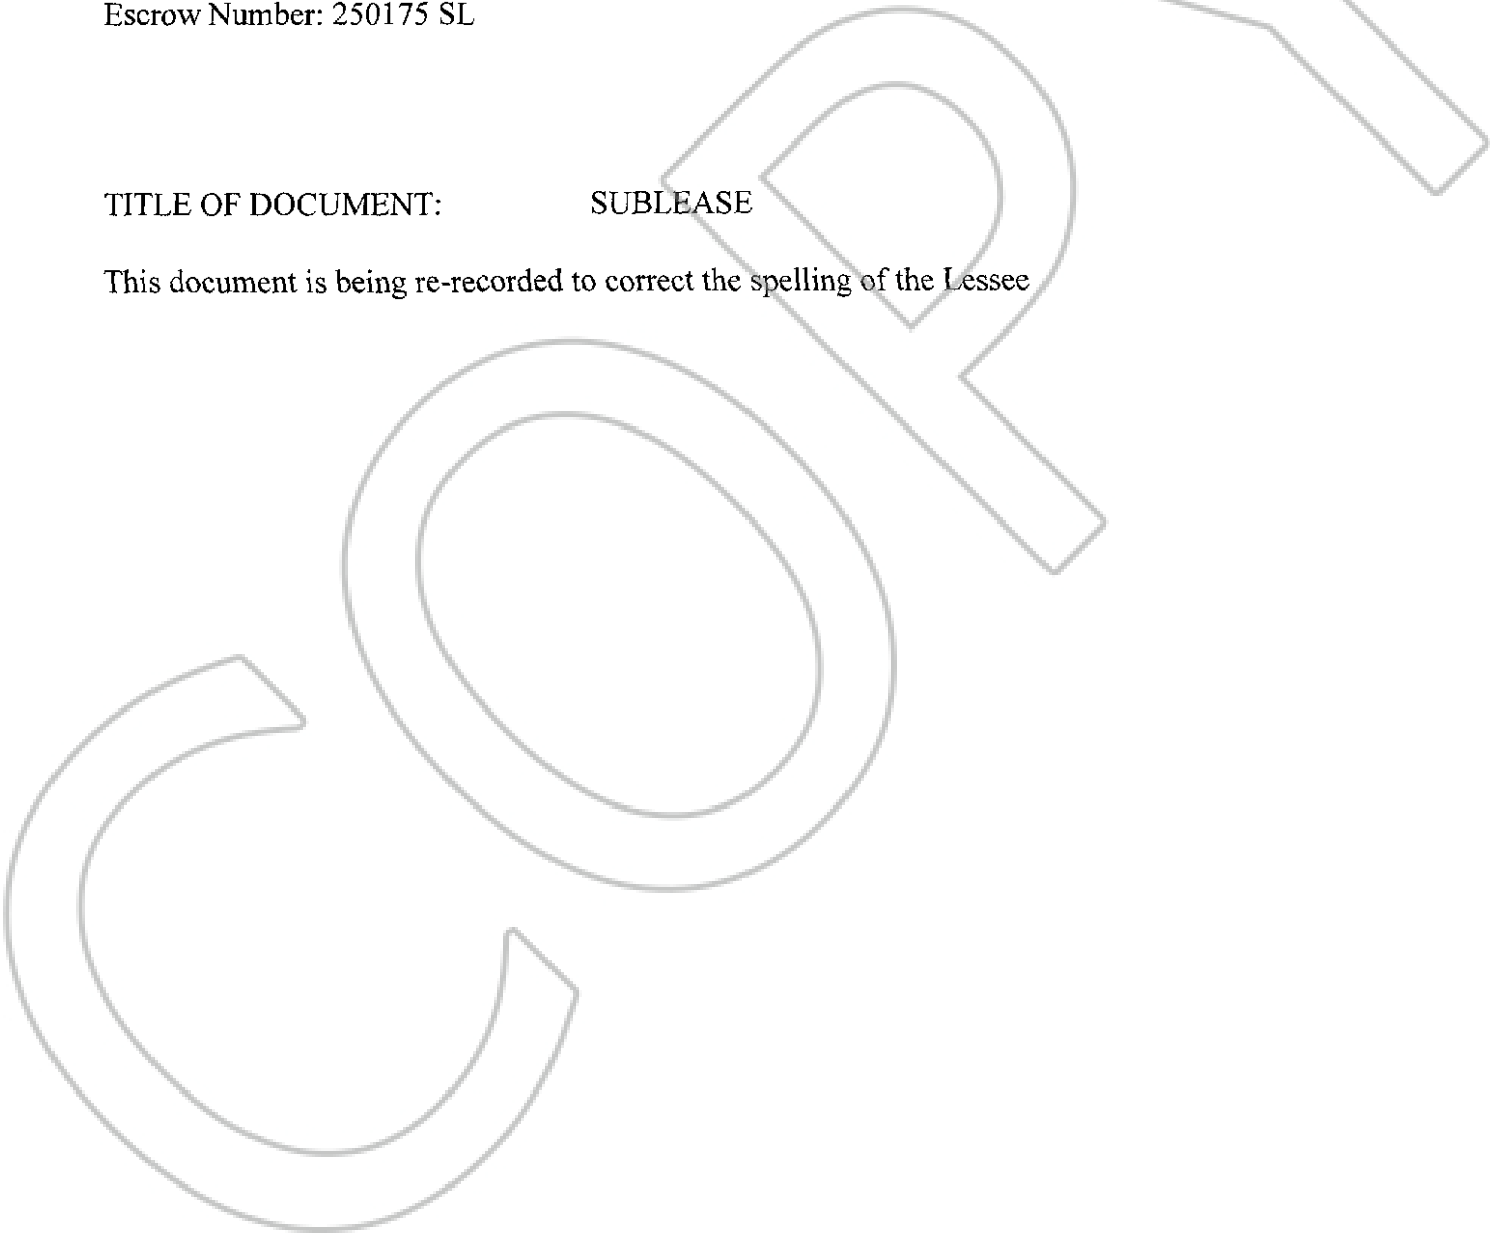 Escrow Number: 250175 SL
TITLE OF DOCUMENT: SUBLEASE
This document is being re-recorded to correct the spelling of the Lessee
COPY